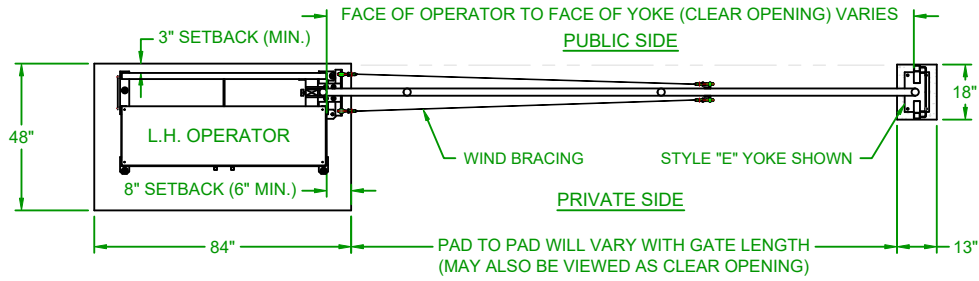 FACE OF OPERATOR TO FACE OF YOKE (CLEAR OPENING) VARIES
3" SETBACK (MIN.)
PUBLIC SIDE
48"
L.H. OPERATOR
18"
WIND BRACING
STYLE "E" YOKE SHOWN
8" SETBACK (6" MIN.)
PRIVATE SIDE
84"
PAD TO PAD WILL VARY WITH GATE LENGTH
(MAY ALSO BE VIEWED AS CLEAR OPENING)
13"